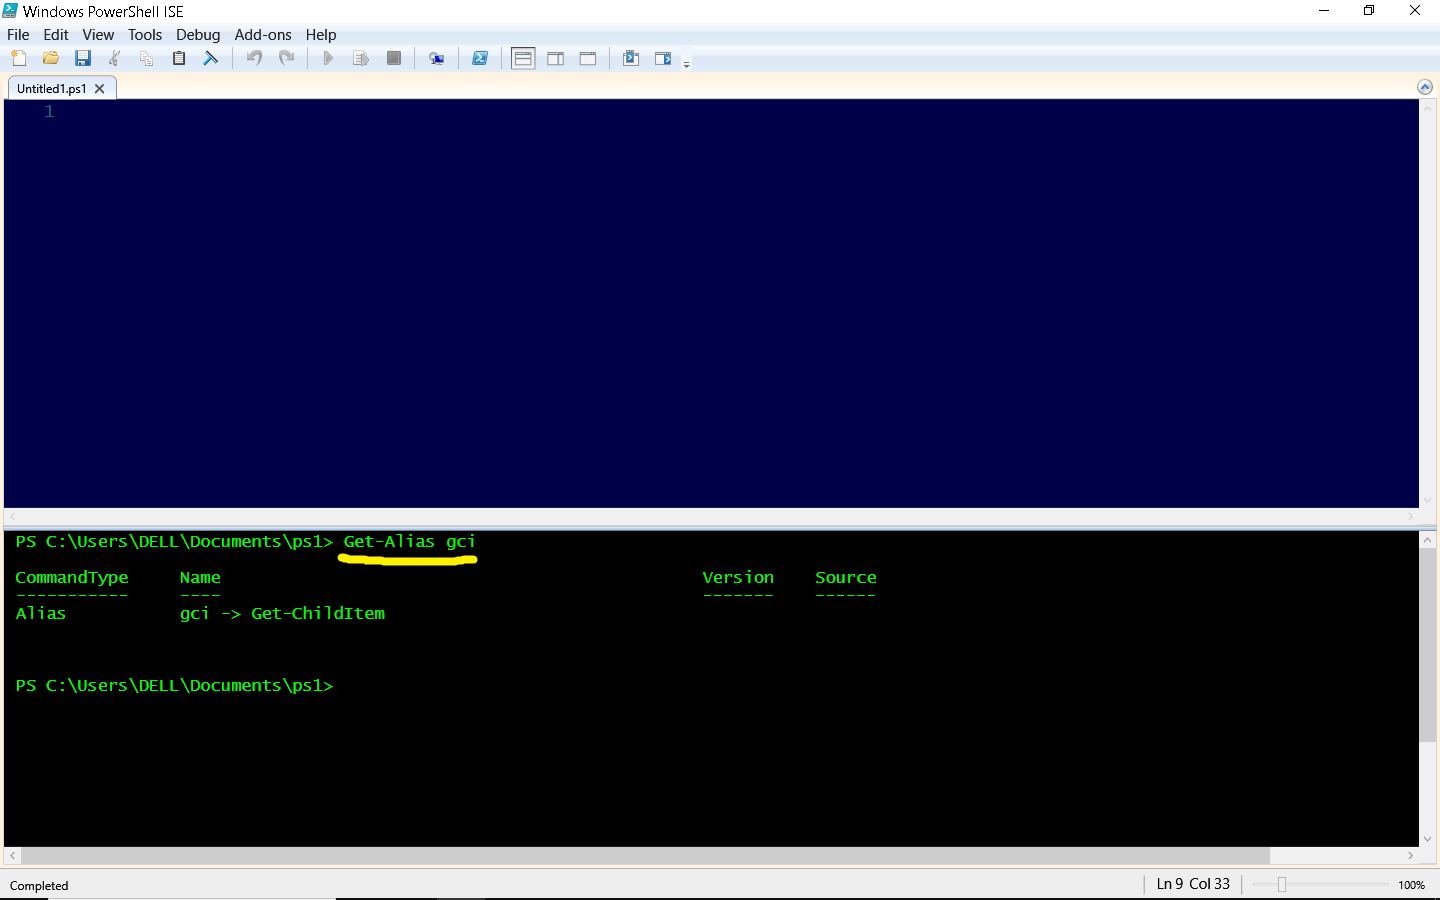 Windows PowerShell ISE
File Edit View Tools Debug Add-ons Help
Untitled1.ps1
1
PS C:\Users\DELL\Documents\ps1> Get-Alias gci
CommandType Name Version Source
----------- ---- ------- ------
Alias gci -> Get-ChildItem
PS C:\Users\DELL\Documents\ps1>
Completed Ln 9 Col 33 100%